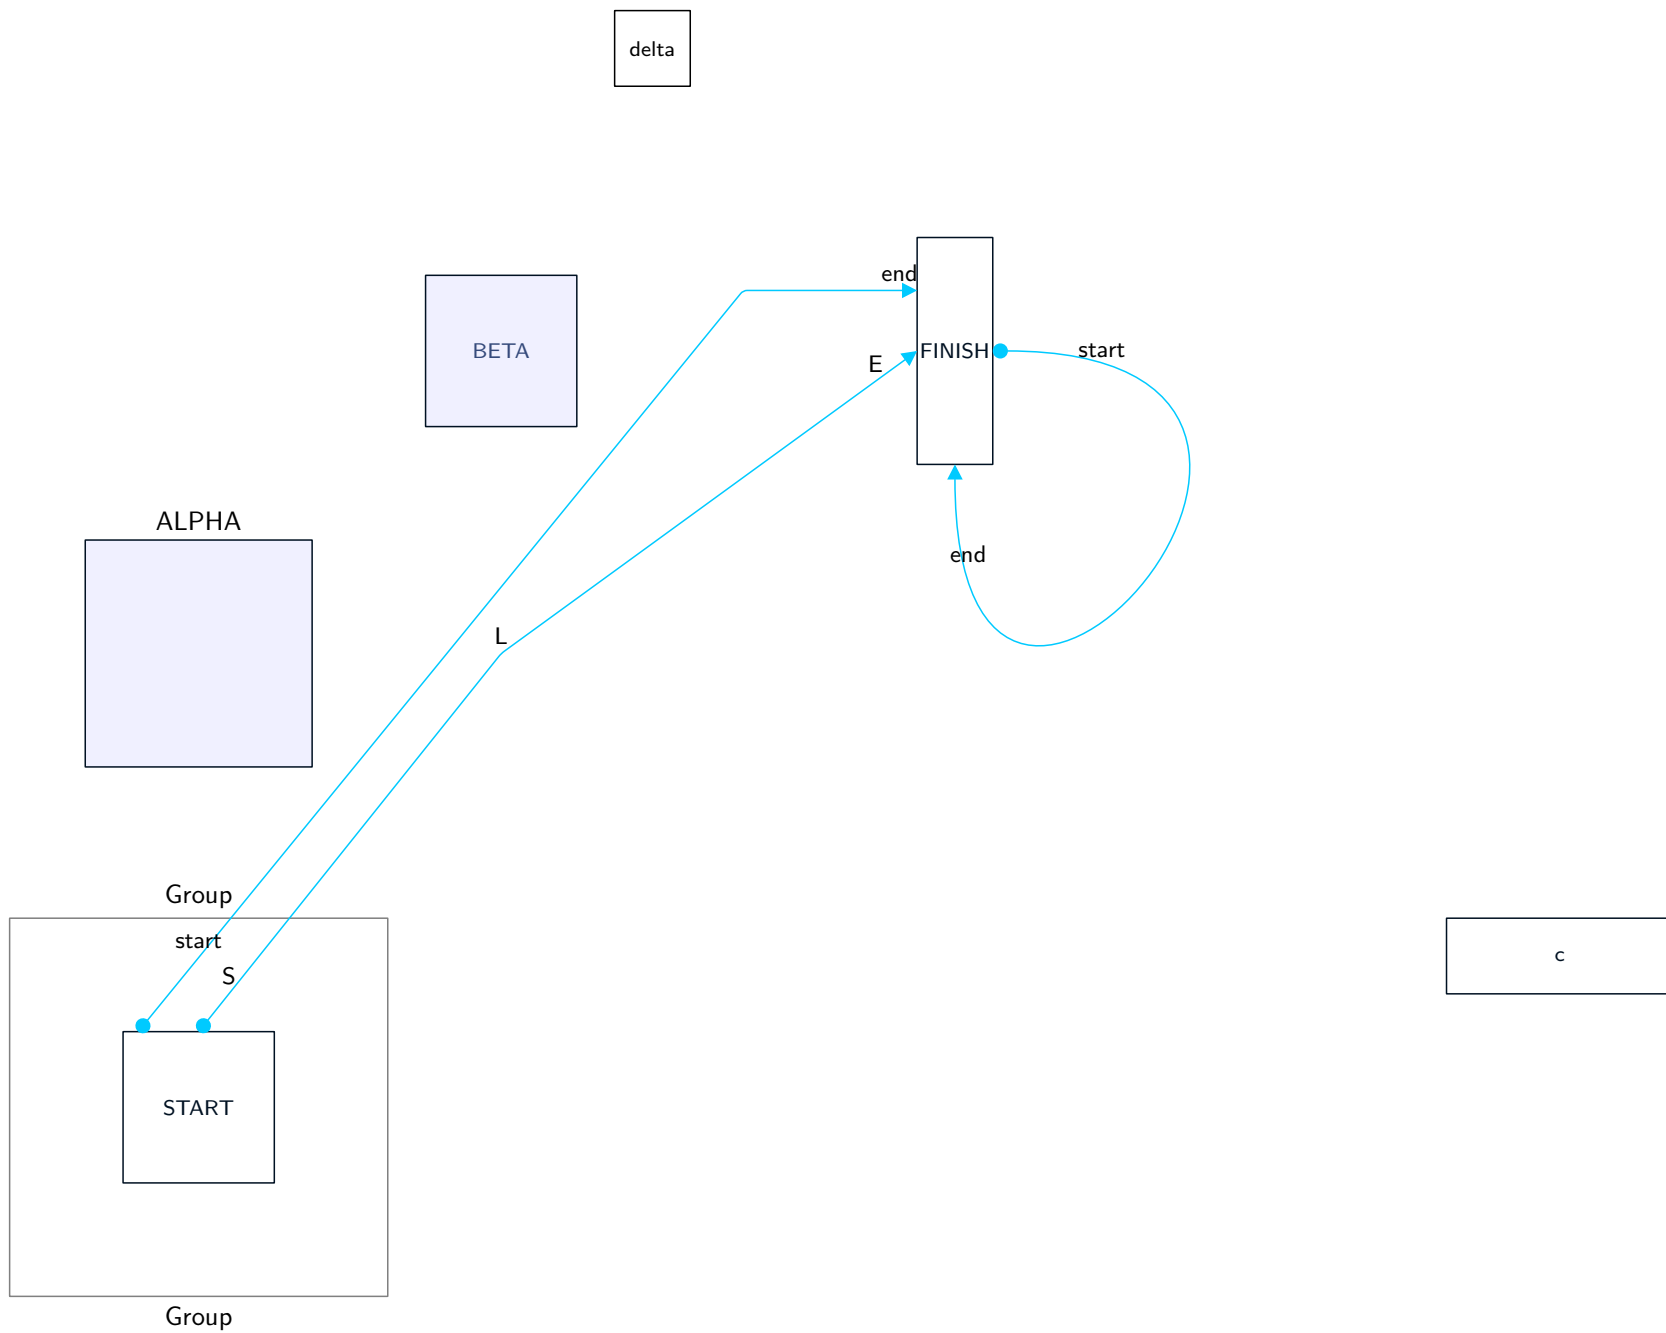 delta
end
BETA
E
FINISH
start
ALPHA
end
L
Group
start
S
c
START
Group